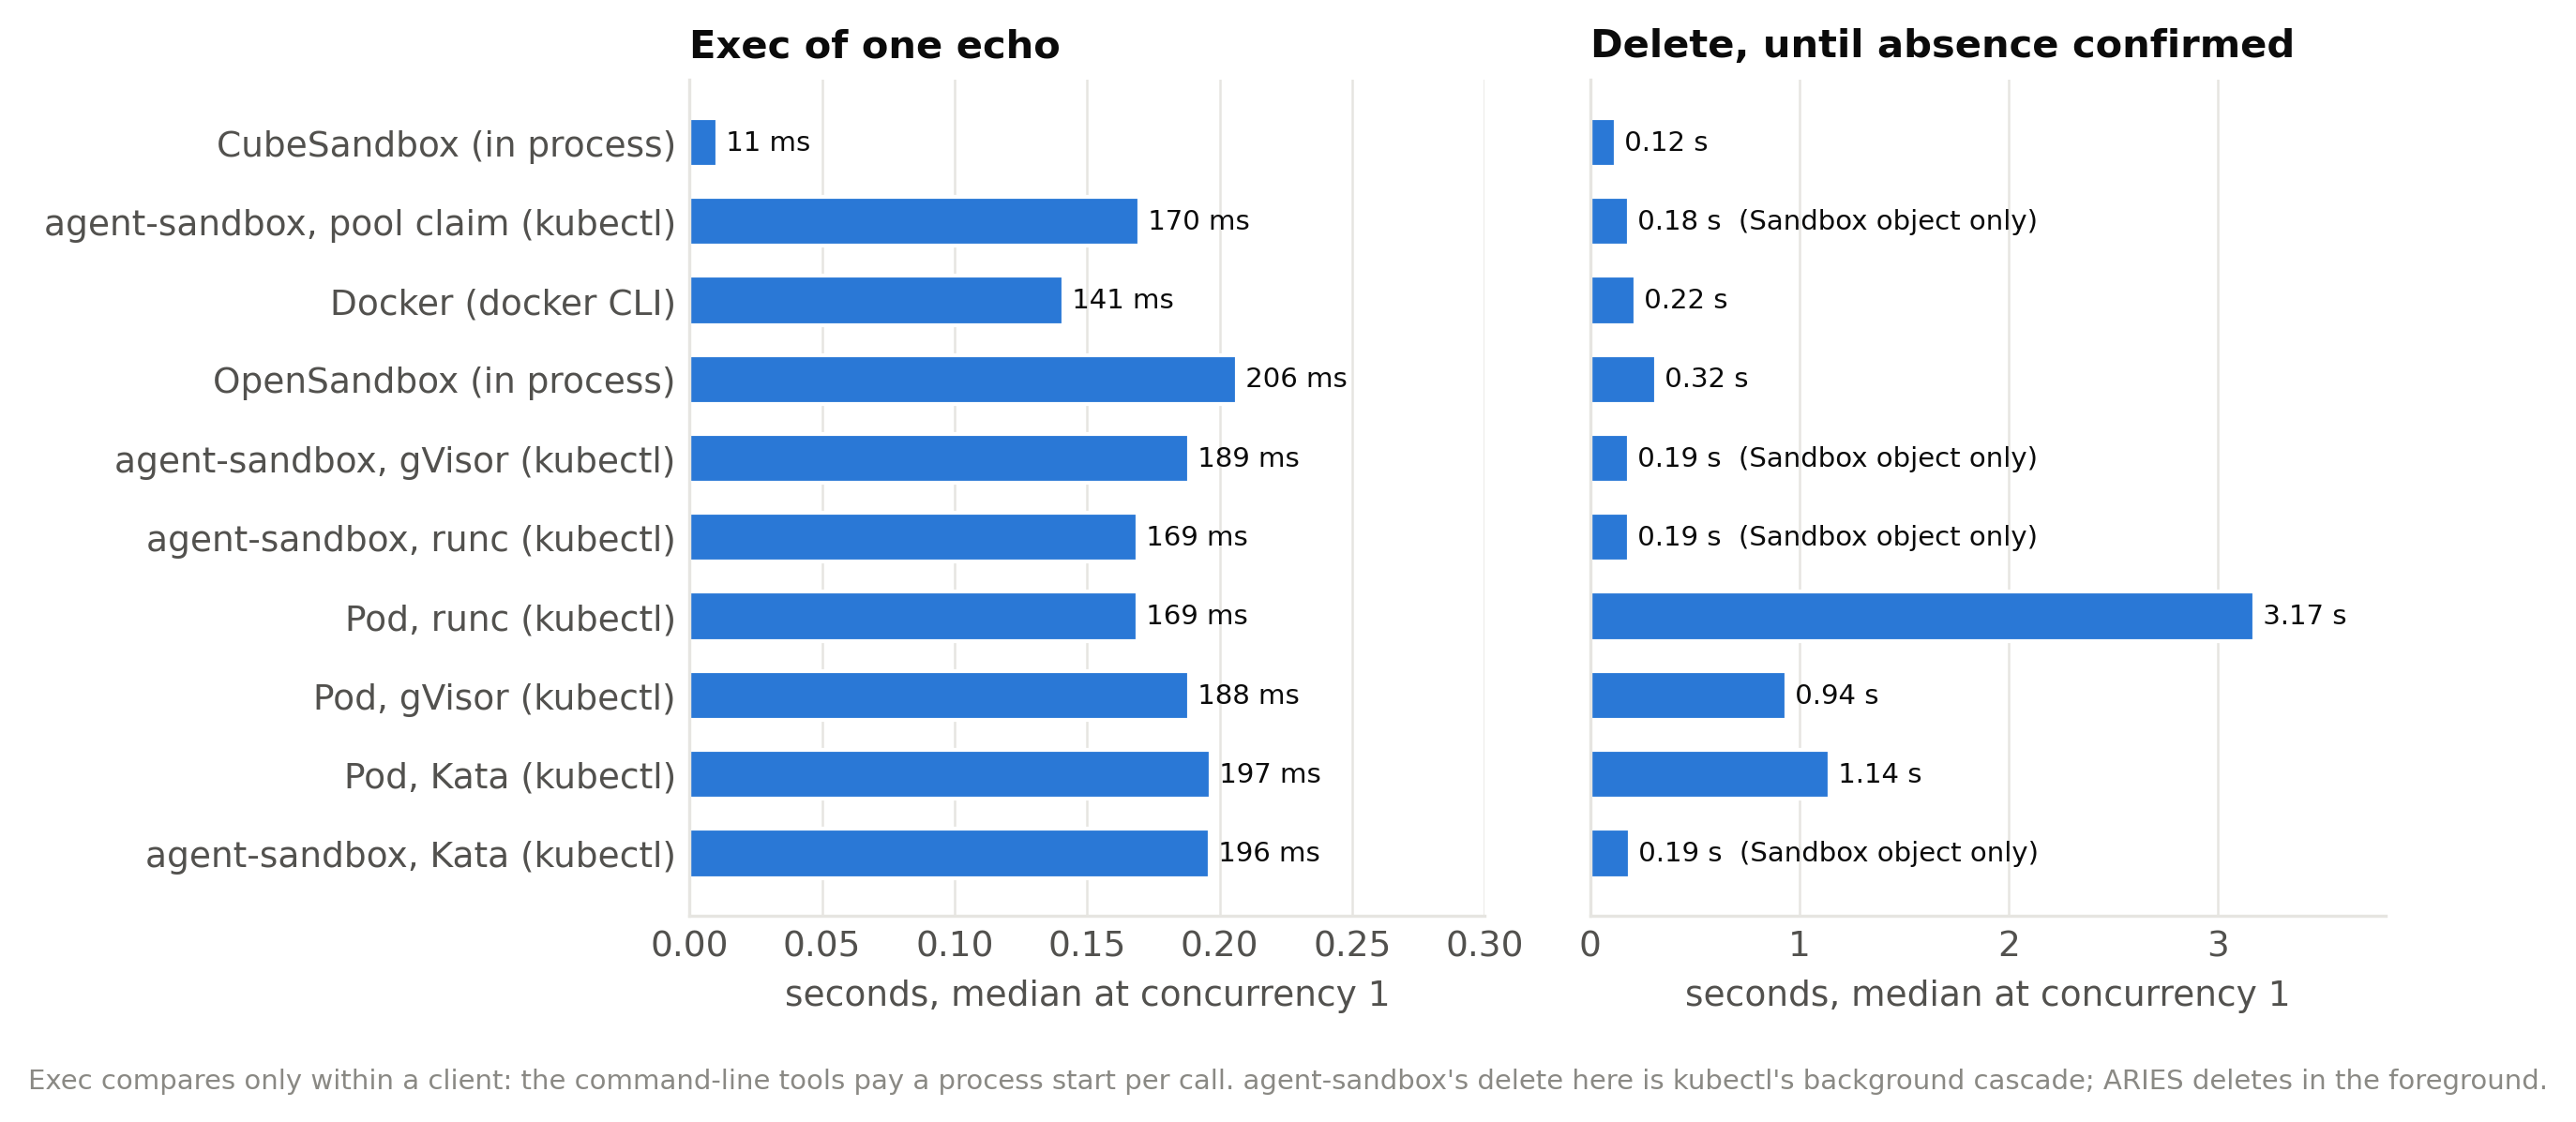 Exec of one echo
Delete, until absence confirmed
CubeSandbox (in process) 11 ms 0.12 s
agent-sandbox, pool claim (kubectl) 170 ms 0.18 s (Sandbox object only)
Docker (docker CLI) 141 ms 0.22 s
OpenSandbox (in process) 206 ms 0.32 s
agent-sandbox, gVisor (kubectl) 189 ms 0.19 s (Sandbox object only)
agent-sandbox, runc (kubectl) 169 ms 0.19 s (Sandbox object only)
Pod, runc (kubectl) 169 ms 3.17 s
Pod, gVisor (kubectl) 188 ms 0.94 s
Pod, Kata (kubectl) 197 ms 1.14 s
agent-sandbox, Kata (kubectl) 196 ms 0.19 s (Sandbox object only)
0.00 0.05 0.10 0.15 0.20 0.25 0.30
0 1 2 3
seconds, median at concurrency 1
seconds, median at concurrency 1
Exec compares only within a client: the command-line tools pay a process start per call. agent-sandbox's delete here is kubectl's background cascade; ARIES deletes in the foreground.